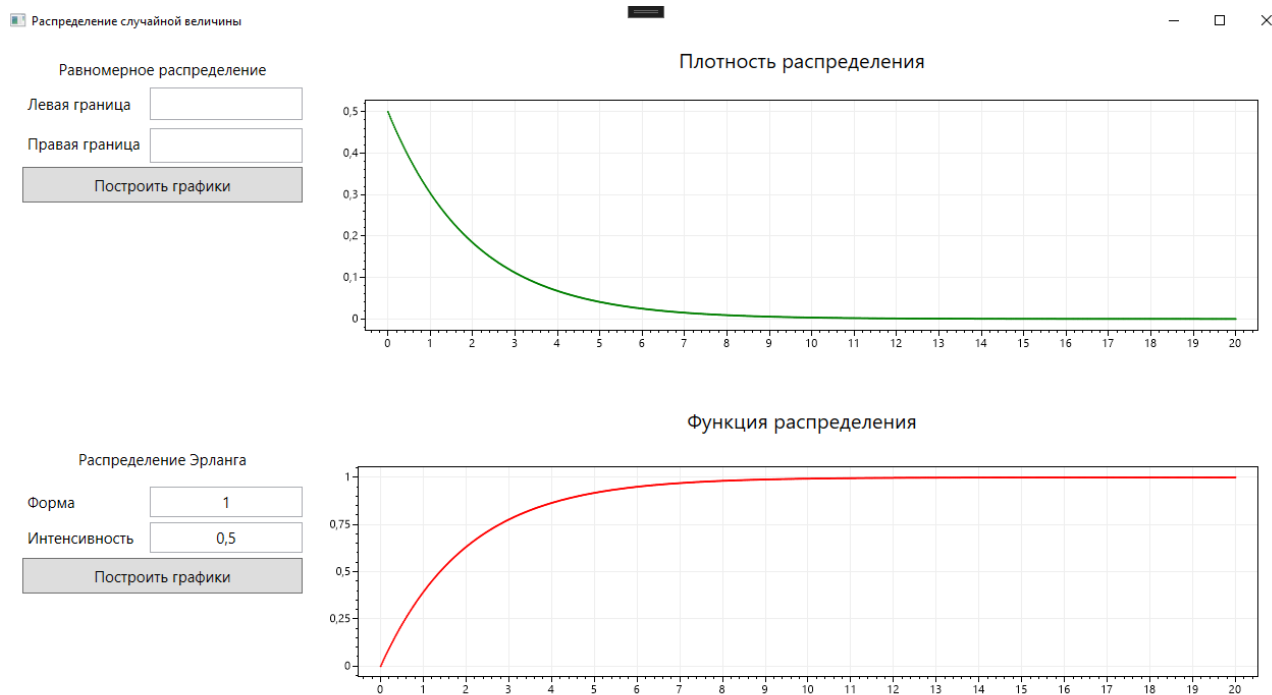 Распределение случайной величины
Равномерное распределение
Левая граница
Правая граница
Построить графики
Плотность распределения
0,5
0,4
0,3
0,2
0,1
0
0 1 2 3 4 5 6 7 8 9 10 11 12 13 14 15 16 17 18 19 20
Распределение Эрланга
Форма 1
Интенсивность 0,5
Построить графики
Функция распределения
1
0,75
0,5
0,25
0
0 1 2 3 4 5 6 7 8 9 10 11 12 13 14 15 16 17 18 19 20